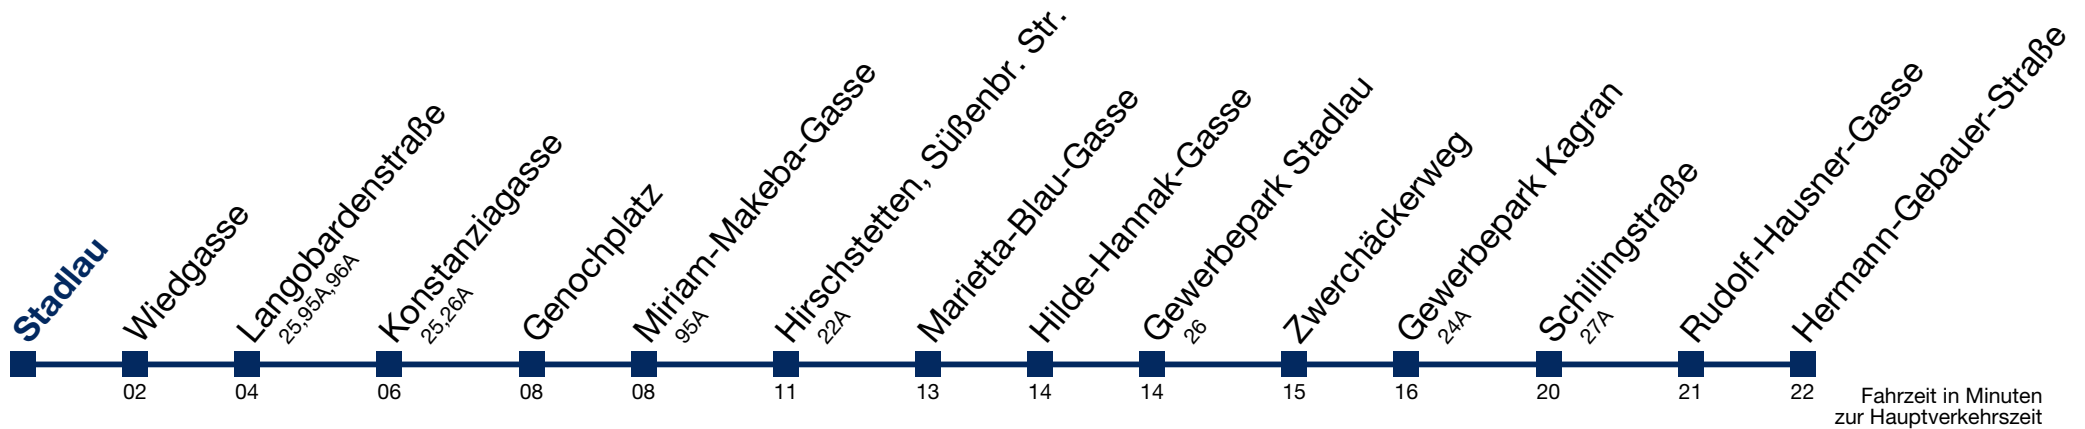 Stadlau
Wiedgasse
Langobardenstraße
25,95A,96A
Konstanziagasse
25,26A
Genochplatz
Miriam-Makeba-Gasse
95A
Hirschstetten, Süßenbr. Str.
22A
Marietta-Blau-Gasse
Hilde-Hannak-Gasse
Gewerbepark Stadlau
26
Zwerchäckerweg
Gewerbepark Kagran
24A
Schillingstraße
27A
Rudolf-Hausner-Gasse
Hermann-Gebauer-Straße
02 04 06 08 08 11 13 14 14 15 16 20 21 22
Fahrzeit in Minuten
zur Hauptverkehrszeit